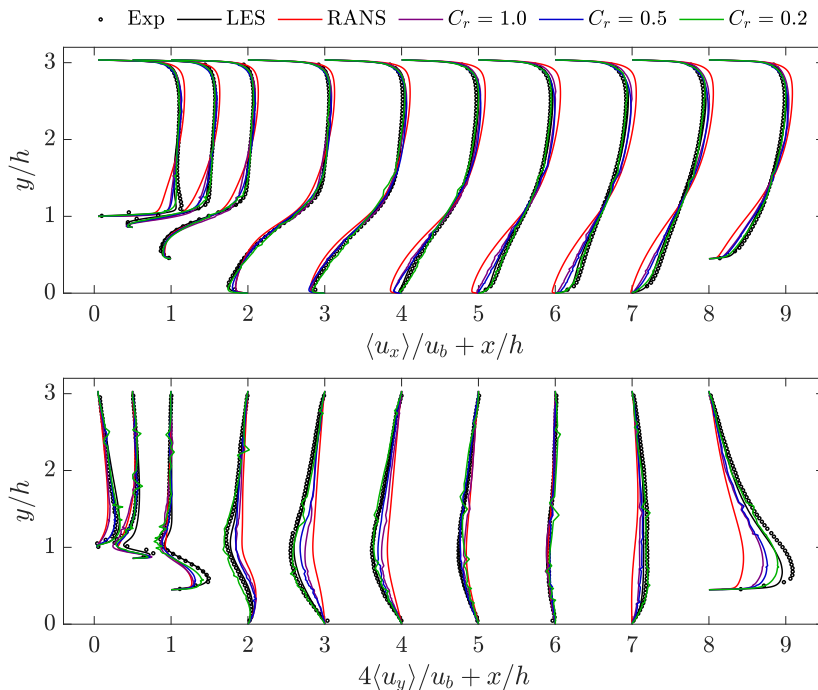 Exp LES RANS C_r = 1.0 C_r = 0.5 C_r = 0.2
3
2
1
0
y/h
0 1 2 3 4 5 6 7 8 9
⟨u_x⟩/u_b + x/h
3
2
1
0
y/h
0 1 2 3 4 5 6 7 8 9
4⟨u_y⟩/u_b + x/h